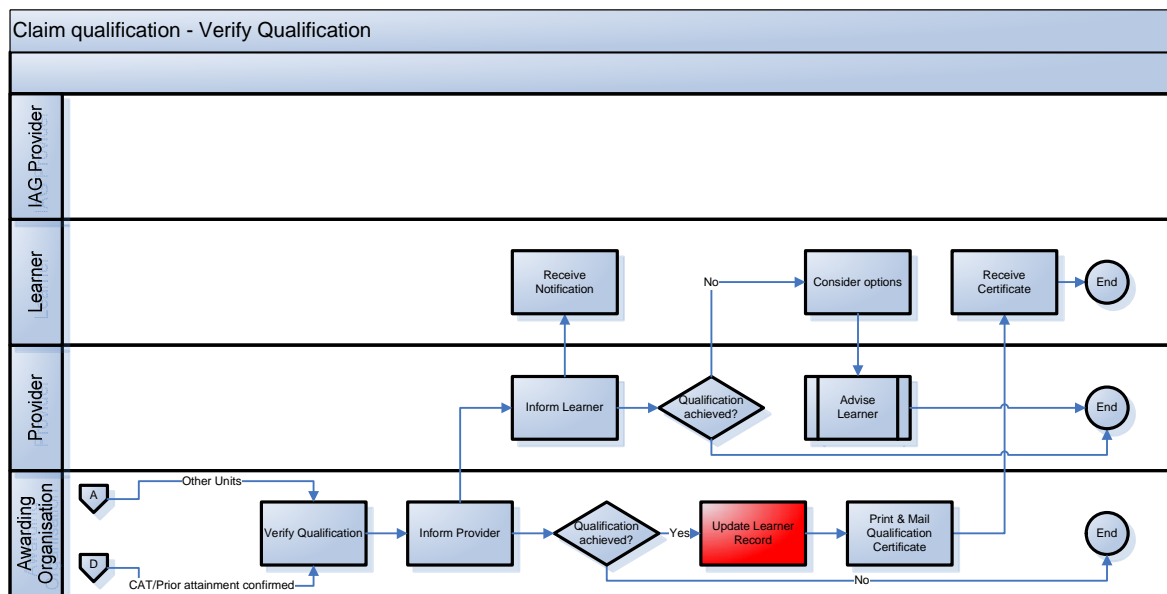 Claim qualification - Verify Qualification
IAG Provider
Learner
Receive
Notification
No
Consider options
Receive
Certificate
End
Provider
Inform Learner
Qualification
achieved?
Advise
Learner
End
Awarding
Organisation
A
Other Units
D
CAT/Prior attainment confirmed
Verify Qualification
Inform Provider
Qualification
achieved?
Yes
Update Learner
Record
Print & Mail
Qualification
Certificate
No
End